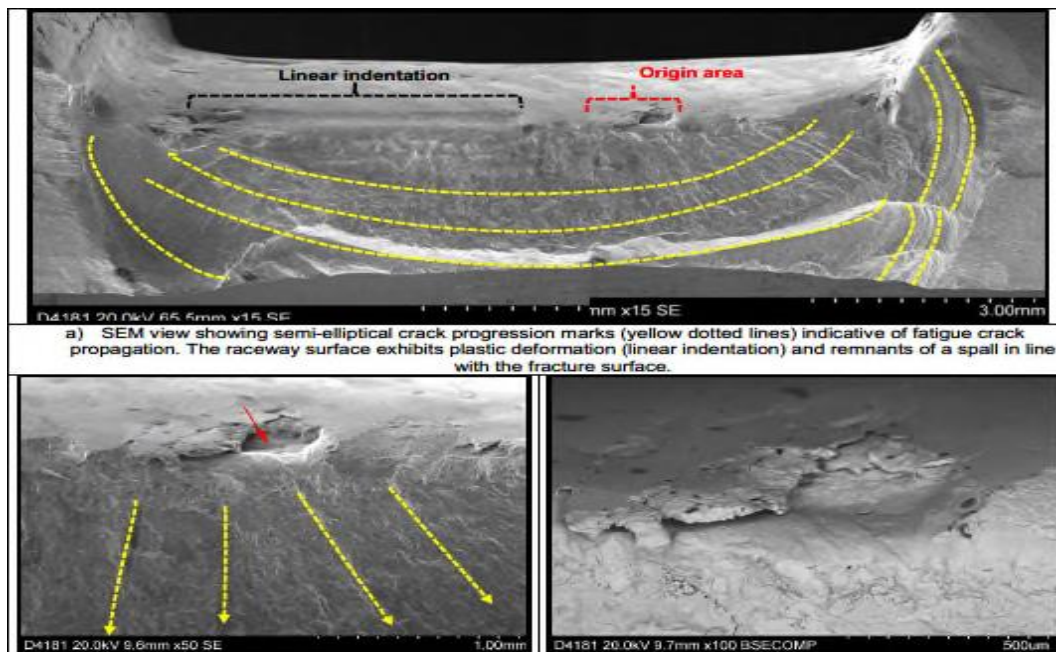 Linear indentation
Origin area
D4181 20.0kV 65.5mm x15 SE
mm x15 SE
3.00mm
a) SEM view showing semi-elliptical crack progression marks (yellow dotted lines) indicative of fatigue crack
propagation. The raceway surface exhibits plastic deformation (linear indentation) and remnants of a spall in line
with the fracture surface.
D4181 20.0kV 9.6mm x50 SE
1.00mm
D4181 20.0kV 9.7mm x100 BSECOMP
500um